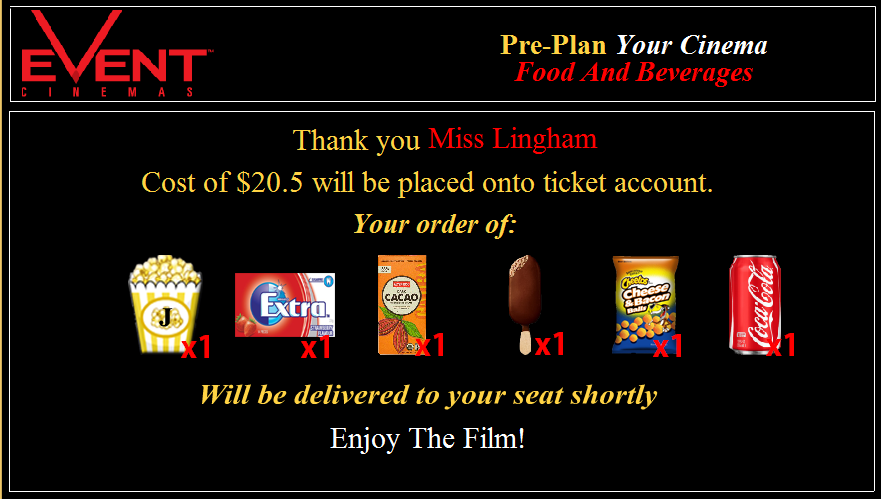 EVENT
CINEMAS
Pre-Plan Your Cinema
Food And Beverages
Thank you Miss Lingham
Cost of $20.5 will be placed onto ticket account.
Your order of:
J
x1
Extra
x1
CACAO
x1
x1
Cheetos
Cheese
& Bacon
Balls
x1
Coca-Cola
x1
Will be delivered to your seat shortly
Enjoy The Film!